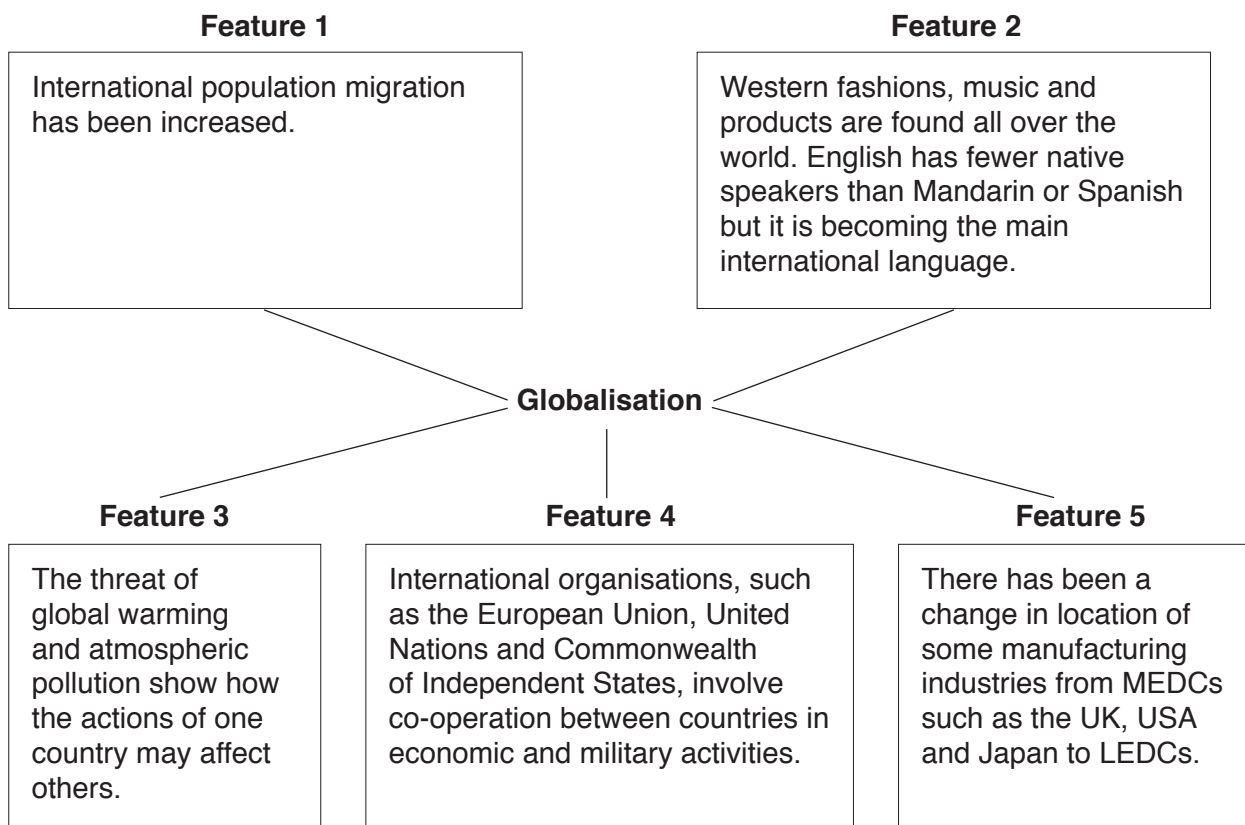 Feature 1
International population migration
has been increased.
Feature 2
Western fashions, music and
products are found all over the
world. English has fewer native
speakers than Mandarin or Spanish
but it is becoming the main
international language.
Globalisation
Feature 3
The threat of
global warming
and atmospheric
pollution show how
the actions of one
country may affect
others.
Feature 4
International organisations, such
as the European Union, United
Nations and Commonwealth
of Independent States, involve
co-operation between countries in
economic and military activities.
Feature 5
There has been a
change in location of
some manufacturing
industries from MEDCs
such as the UK, USA
and Japan to LEDCs.